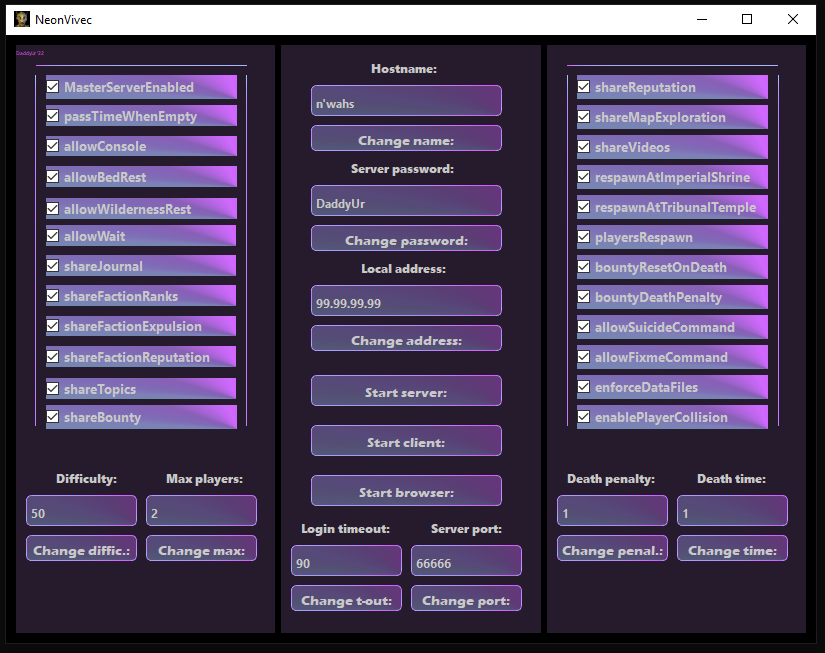 NeonVivec
DaddyUr '22
MasterServerEnabled
passTimeWhenEmpty
allowConsole
allowBedRest
allowWildernessRest
allowWait
shareJournal
shareFactionRanks
shareFactionExpulsion
shareFactionReputation
shareTopics
shareBounty
Difficulty:
Max players:
50
2
Change diffic.:
Change max:
Hostname:
n'wahs
Change name:
Server password:
DaddyUr
Change password:
Local address:
99.99.99.99
Change address:
Start server:
Start client:
Start browser:
Login timeout:
Server port:
90
66666
Change t-out:
Change port:
shareReputation
shareMapExploration
shareVideos
respawnAtImperialShrine
respawnAtTribunalTemple
playersRespawn
bountyResetOnDeath
bountyDeathPenalty
allowSuicideCommand
allowFixmeCommand
enforceDataFiles
enablePlayerCollision
Death penalty:
Death time:
1
1
Change penal.:
Change time: